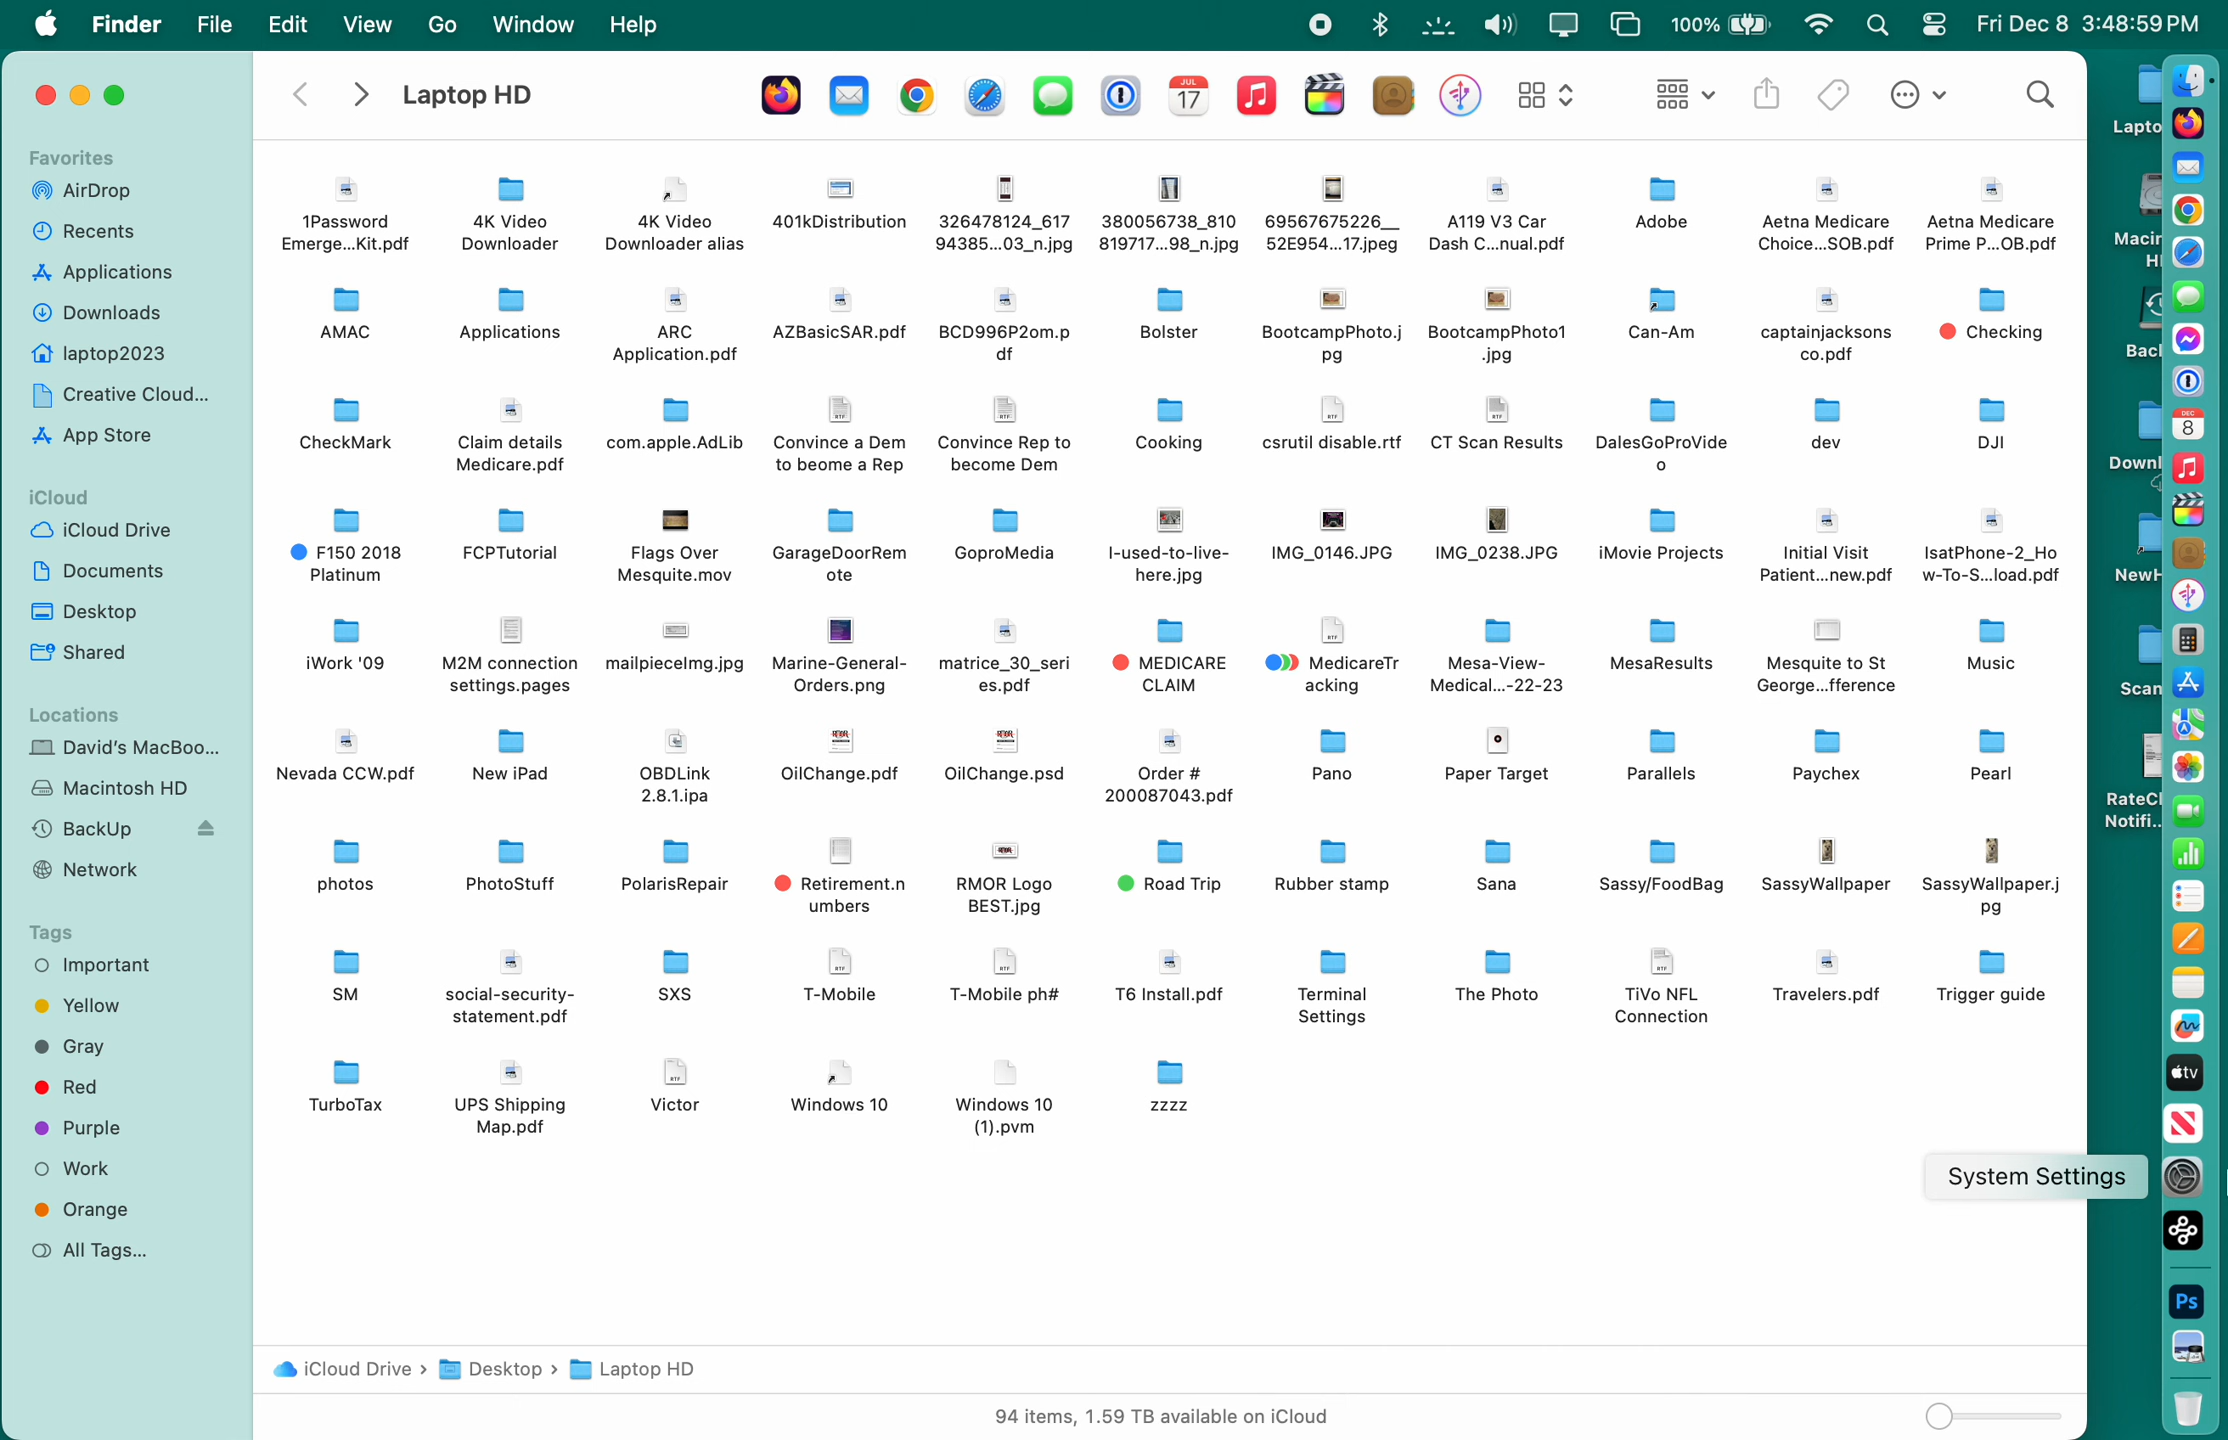 Finder File Edit View Go Window Help 100% Fri Dec 8 3:48:59 PM
Laptop HD JUL 17
Favorites
AirDrop
Recents
Applications
Downloads
laptop2023
Creative Cloud...
App Store
iCloud
iCloud Drive
Documents
Desktop
Shared
Locations
David's MacBoo...
Macintosh HD
BackUp
Network
Tags
Important
Yellow
Gray
Red
Purple
Work
Orange
All Tags...
1Password
Emerge...Kit.pdf
4K Video
Downloader
4K Video
Downloader alias
401kDistribution
326478124_617
94385...03_n.jpg
380056738_810
819717...98_n.jpg
69567675226__
52E954...17.jpeg
A119 V3 Car
Dash C...nual.pdf
Adobe
Aetna Medicare
Choice...SOB.pdf
Aetna Medicare
Prime P...OB.pdf
AMAC
Applications
ARC
Application.pdf
AZBasicSAR.pdf
BCD996P2om.p
df
Bolster
BootcampPhoto.j
pg
BootcampPhoto1
.jpg
Can-Am
captainjacksons
co.pdf
Checking
CheckMark
Claim details
Medicare.pdf
com.apple.AdLib
Convince a Dem
to beome a Rep
Convince Rep to
become Dem
Cooking
csrutil disable.rtf
CT Scan Results
DalesGoProVide
o
dev
DJI
F150 2018
Platinum
FCPTutorial
Flags Over
Mesquite.mov
GarageDoorRem
ote
GoproMedia
I-used-to-live-
here.jpg
IMG_0146.JPG
IMG_0238.JPG
iMovie Projects
Initial Visit
Patient...new.pdf
IsatPhone-2_Ho
w-To-S...load.pdf
iWork '09
M2M connection
settings.pages
mailpieceImg.jpg
Marine-General-
Orders.png
matrice_30_seri
es.pdf
MEDICARE
CLAIM
MedicareTr
acking
Mesa-View-
Medical...-22-23
MesaResults
Mesquite to St
George...fference
Music
Nevada CCW.pdf
New iPad
OBDLink
2.8.1.ipa
OilChange.pdf
OilChange.psd
Order #
200087043.pdf
Pano
Paper Target
Parallels
Paychex
Pearl
photos
PhotoStuff
PolarisRepair
Retirement.n
umbers
RMOR Logo
BEST.jpg
Road Trip
Rubber stamp
Sana
Sassy/FoodBag
SassyWallpaper
SassyWallpaper.j
pg
SM
social-security-
statement.pdf
SXS
T-Mobile
T-Mobile ph#
T6 Install.pdf
Terminal
Settings
The Photo
TiVo NFL
Connection
Travelers.pdf
Trigger guide
TurboTax
UPS Shipping
Map.pdf
Victor
Windows 10
Windows 10
(1).pvm
zzzz
iCloud Drive › Desktop › Laptop HD
94 items, 1.59 TB available on iCloud
Lapto
Macin
H
Bac
Downl
NewH
Scan
RateCl
Notifi..
DEC
8
tv
System Settings
Ps